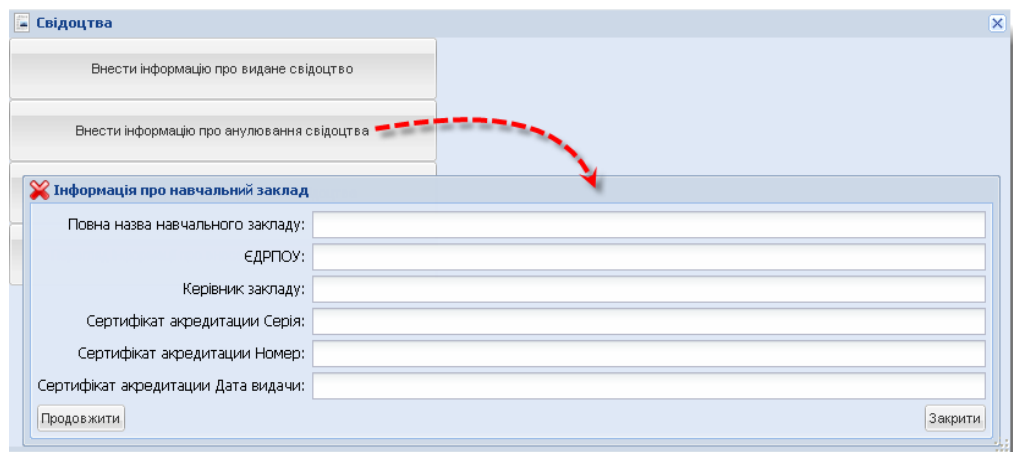 Свідоцтва
Внести інформацію про видане свідоцтво
Внести інформацію про анулювання свідоцтва
Інформація про навчальний заклад
Повна назва навчального закладу:
ЄДРПОУ:
Керівник закладу:
Сертифікат акредитации Серія:
Сертифікат акредитации Номер:
Сертифікат акредитации Дата видачи:
Продовжити
Закрити